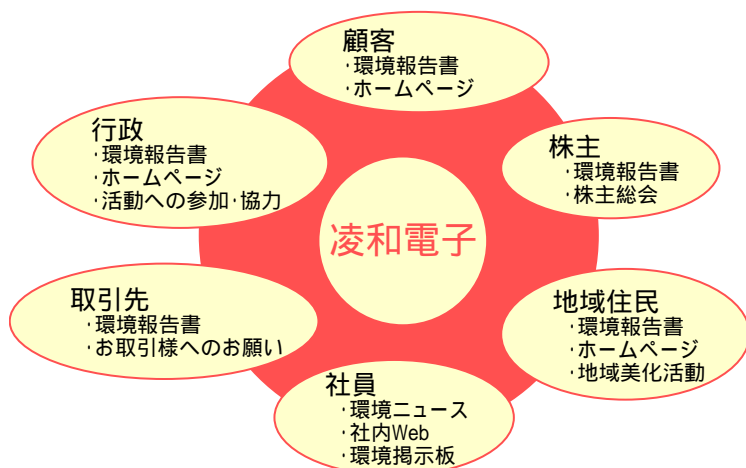 顧客
·環境報告書
·ホームページ
行政
·環境報告書
·ホームページ
·活動への参加·協力
株主
·環境報告書
·株主総会
凌和電子
取引先
·環境報告書
·お取引様へのお願い
地域住民
·環境報告書
·ホームページ
·地域美化活動
社員
·環境ニュース
·社内Web
·環境掲示板